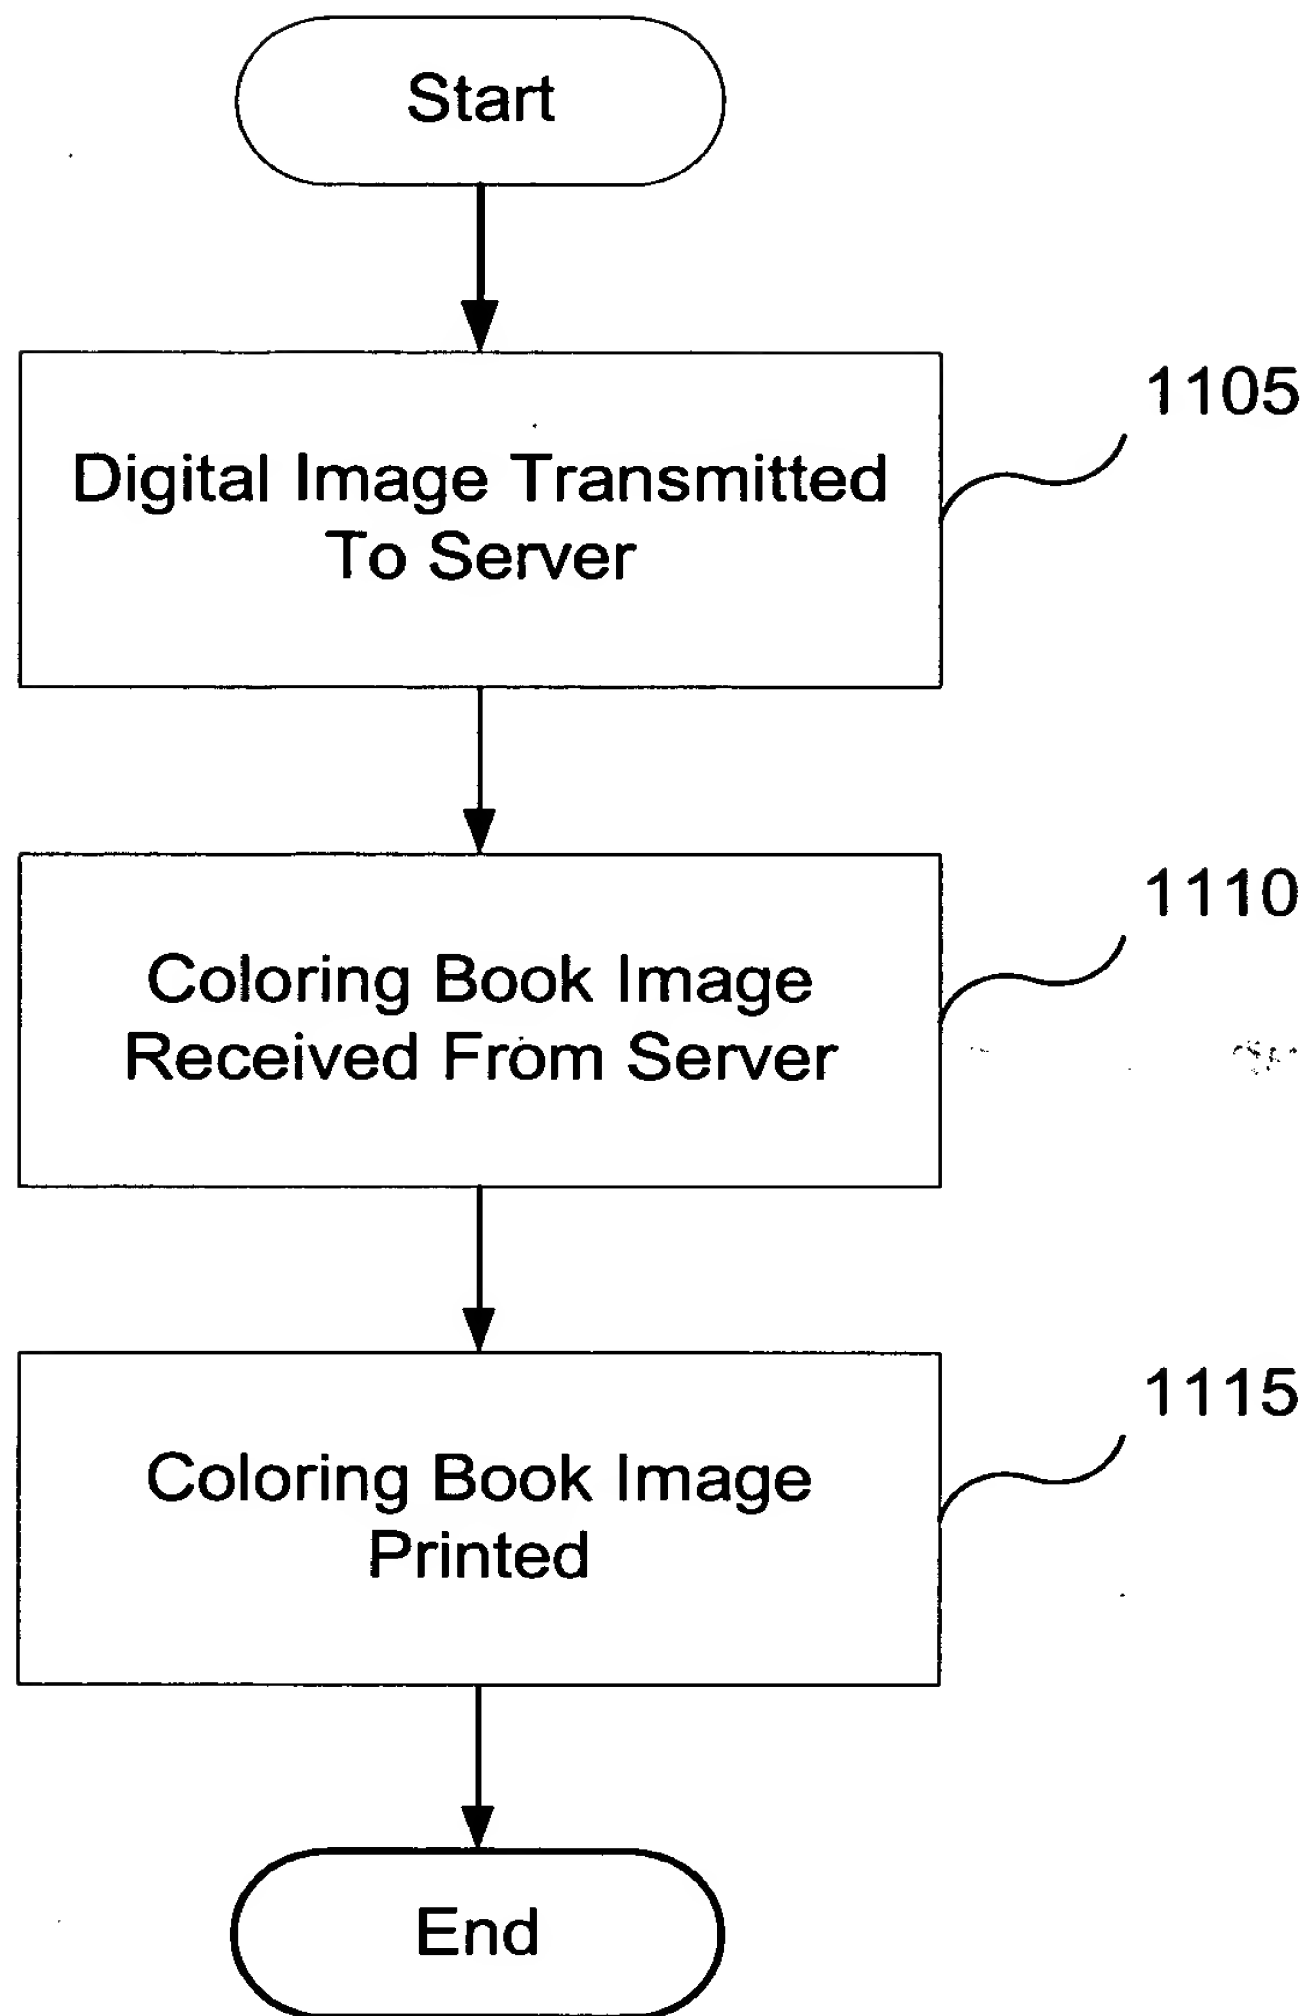 Start
1105
Digital Image Transmitted
To Server
1110
Coloring Book Image
Received From Server
1115
Coloring Book Image
Printed
End